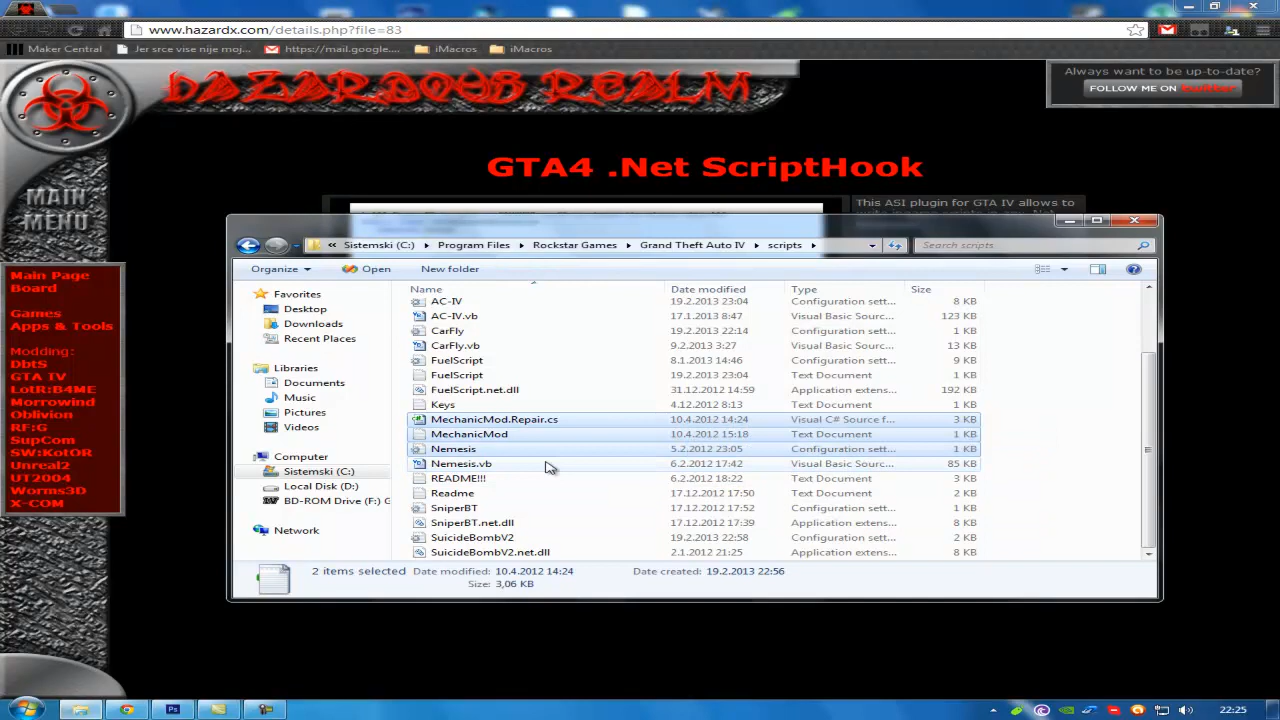 www.hazardx.com/details.php?file=83
Maker Central
Jer srce vise nije moj...
https://mail.google....
iMacros
iMacros
HAZARDOUS REALM
Always want to be up-to-date?
FOLLOW ME ON twitter
MAIN
MENU
GTA4 .Net ScriptHook
This ASI plugin for GTA IV allows to
Main Page
Board
Games
Apps & Tools
Modding:
DbtS
GTA IV
LotR:B4ME
Morrowind
Oblivion
RF:G
SupCom
SW:KotOR
Unreal2
UT2004
Worms3D
X-COM
« Sistemski (C:) Program Files Rockstar Games Grand Theft Auto IV scripts
Search scripts
Organize Open New folder
Favorites
Desktop
Downloads
Recent Places
Libraries
Documents
Music
Pictures
Videos
Computer
Sistemski (C:)
Local Disk (D:)
BD-ROM Drive (F:) G
Network
Name Date modified Type Size
AC-IV 19.2.2013 23:04 Configuration sett... 8 KB
AC-IV.vb 17.1.2013 8:47 Visual Basic Sourc... 123 KB
CarFly 19.2.2013 22:14 Configuration sett... 1 KB
CarFly.vb 9.2.2013 3:27 Visual Basic Sourc... 13 KB
FuelScript 8.1.2013 14:46 Configuration sett... 9 KB
FuelScript 19.2.2013 23:04 Text Document 1 KB
FuelScript.net.dll 31.12.2012 14:59 Application extens... 192 KB
Keys 4.12.2012 8:13 Text Document 1 KB
MechanicMod.Repair.cs 10.4.2012 14:24 Visual C# Source f... 3 KB
MechanicMod 10.4.2012 15:18 Text Document 1 KB
Nemesis 5.2.2012 23:05 Configuration sett... 1 KB
Nemesis.vb 6.2.2012 17:42 Visual Basic Sourc... 85 KB
README!!! 6.2.2012 18:22 Text Document 3 KB
Readme 17.12.2012 17:50 Text Document 2 KB
SniperBT 17.12.2012 17:52 Configuration sett... 1 KB
SniperBT.net.dll 17.12.2012 17:39 Application extens... 8 KB
SuicideBombV2 19.2.2013 22:58 Configuration sett... 1 KB
SuicideBombV2.net.dll 2.1.2012 21:25 Application extens... 8 KB
2 items selected Date modified: 10.4.2012 14:24 Date created: 19.2.2013 22:56
Size: 3,06 KB
22:25